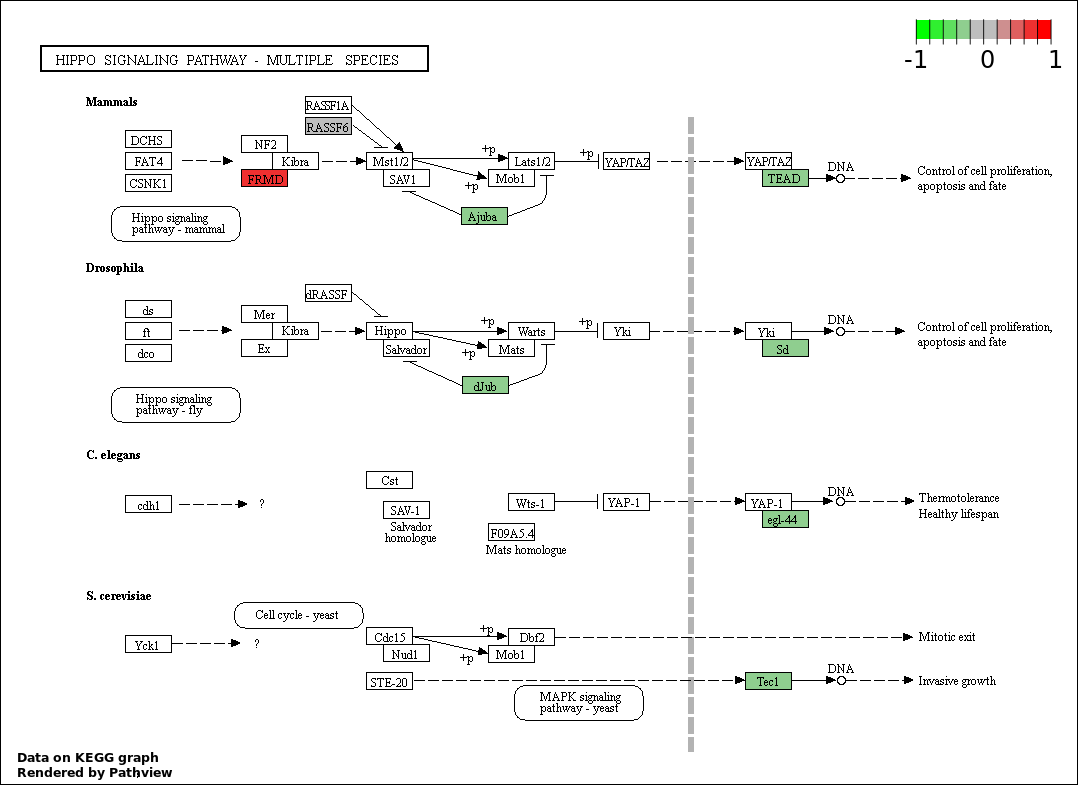 HIPPO SIGNALING PATHWAY - MULTIPLE SPECIES
-1 0 1
Mammals
RASSF1A
RASSF6
DCHS
FAT4
CSNK1
NF2
Kibra
FRMD
Mst1/2
SAV1
+p
+p
Lats1/2
Mob1
+p
YAP/TAZ
YAP/TAZ
TEAD
DNA
Control of cell proliferation,
apoptosis and fate
Ajuba
Hippo signaling
pathway - mammal
Drosophila
dRASSF
ds
ft
dco
Mer
Kibra
Ex
Hippo
Salvador
+p
+p
Warts
Mats
+p
Yki
Yki
Sd
DNA
Control of cell proliferation,
apoptosis and fate
dJub
Hippo signaling
pathway - fly
C. elegans
cdh1
?
Cst
SAV-1
Salvador
homologue
Wts-1
F09A5.4
Mats homologue
YAP-1
YAP-1
egl-44
DNA
Thermotolerance
Healthy lifespan
S. cerevisiae
Cell cycle - yeast
Yck1
?
Cdc15
Nud1
+p
+p
Dbf2
Mob1
Mitotic exit
STE-20
Tec1
DNA
Invasive growth
MAPK signaling
pathway - yeast
Data on KEGG graph
Rendered by Pathview